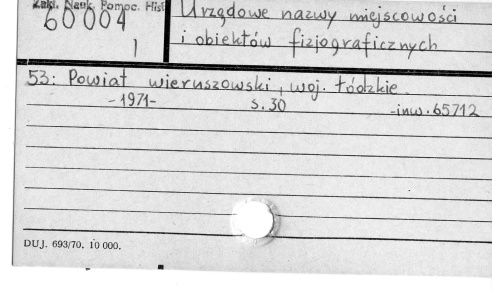 Zakł. Nauk. Pomoc. Hist
60004
1
Urzędowe nazwy miejscowości
i obiektów fizjograficznych
53: Powiat wieruszowski, woj. Łódzkie.
-1971- s.30 -inw.65712
DUJ. 693/70. 10 000.